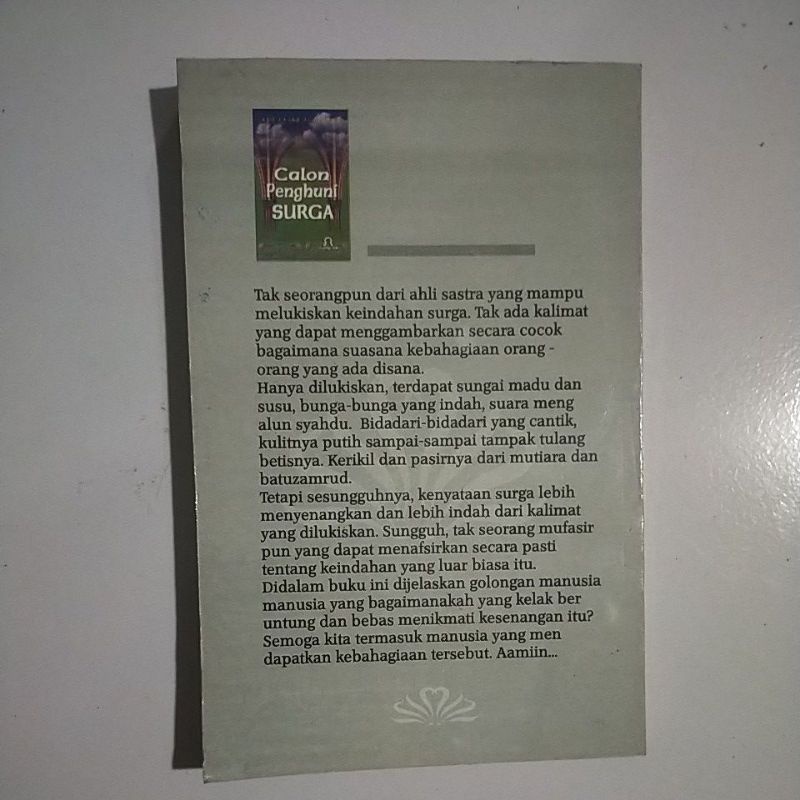 Calon
Penghuni
SURGA
Tak seorangpun dari ahli sastra yang mampu
melukiskan keindahan surga. Tak ada kalimat
yang dapat menggambarkan secara cocok
bagaimana suasana kebahagiaan orang -
orang yang ada disana.
Hanya dilukiskan, terdapat sungai madu dan
susu, bunga-bunga yang indah, suara meng
alun syahdu. Bidadari-bidadari yang cantik,
kulitnya putih sampai-sampai tampak tulang
betisnya. Kerikil dan pasirnya dari mutiara dan
batuzamrud.
Tetapi sesungguhnya, kenyataan surga lebih
menyenangkan dan lebih indah dari kalimat
yang dilukiskan. Sungguh, tak seorang mufasir
pun yang dapat menafsirkan secara pasti
tentang keindahan yang luar biasa itu.
Didalam buku ini dijelaskan golongan manusia
manusia yang bagaimanakah yang kelak ber
untung dan bebas menikmati kesenangan itu?
Semoga kita termasuk manusia yang men
dapatkan kebahagiaan tersebut. Aamiin...